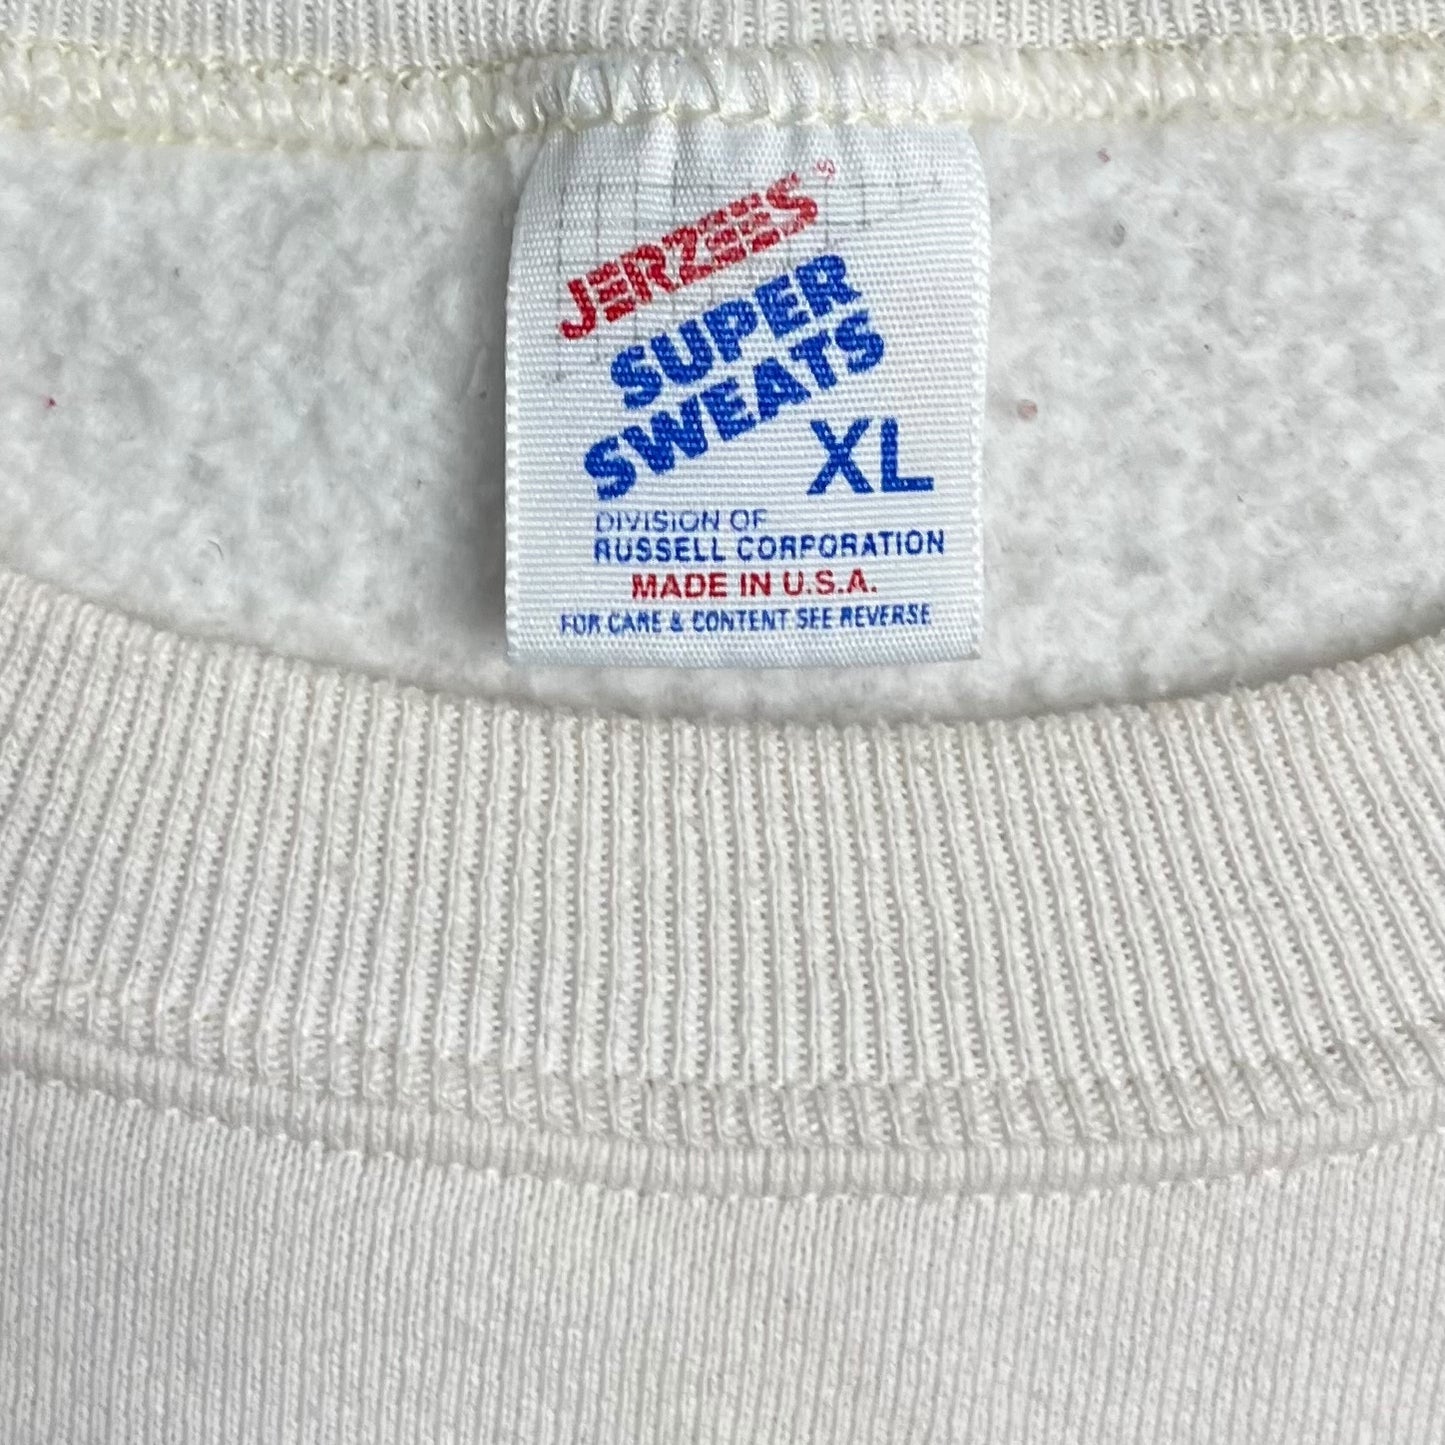 JERZEES®
SUPER
SWEATS
XL
DIVISION OF
RUSSELL CORPORATION
MADE IN U.S.A.
FOR CARE & CONTENT SEE REVERSE